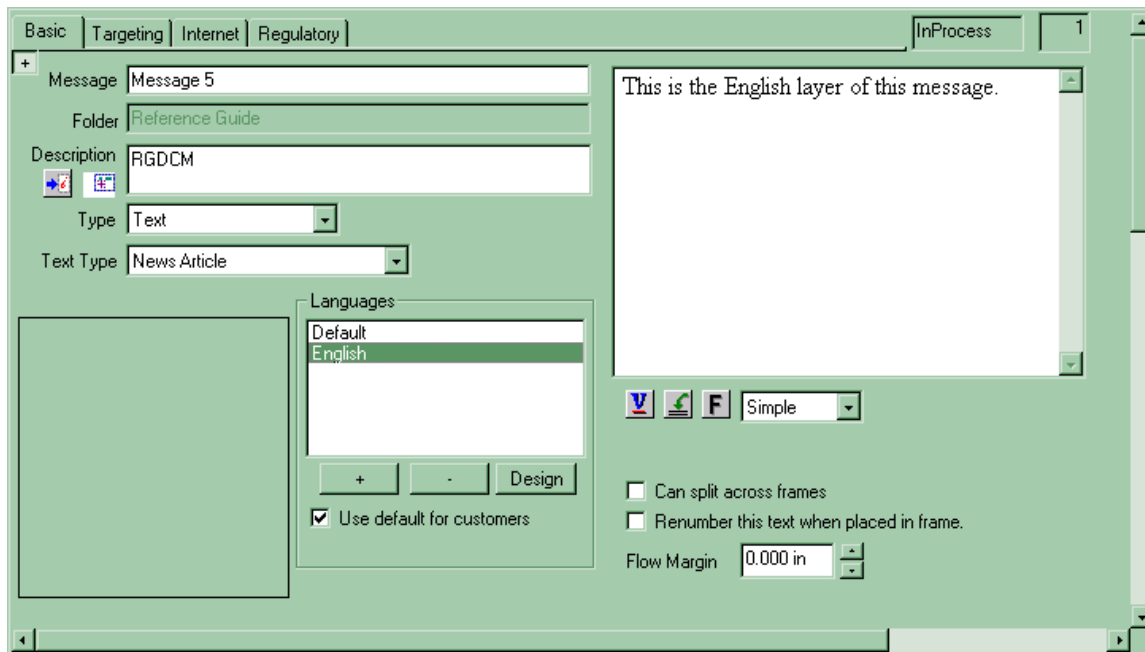 Basic Targeting Internet Regulatory InProcess 1
+
Message Message 5
Folder Reference Guide
Description RGDCM
Type Text
Text Type News Article
Languages
Default
English
+ - Design
Use default for customers
This is the English layer of this message.
V F Simple
Can split across frames
Renumber this text when placed in frame.
Flow Margin 0.000 in